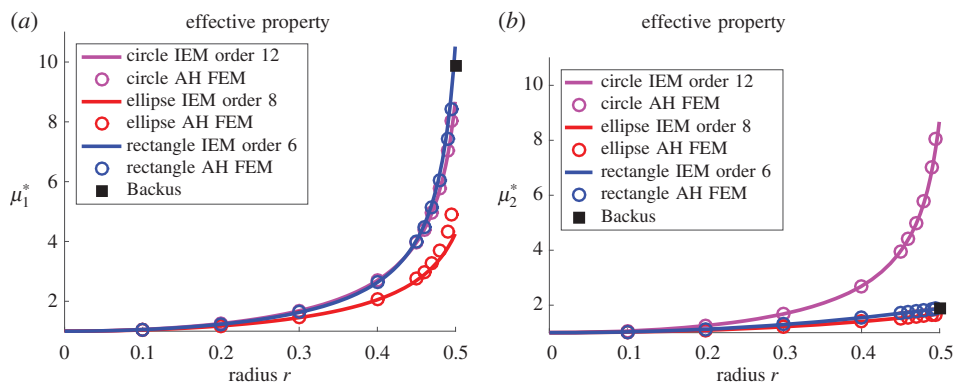 (a)
effective property
circle IEM order 12
circle AH FEM
ellipse IEM order 8
ellipse AH FEM
rectangle IEM order 6
rectangle AH FEM
Backus
10
8
6
4
2
μ₁*
0 0.1 0.2 0.3 0.4 0.5
radius r
(b)
effective property
circle IEM order 12
circle AH FEM
ellipse IEM order 8
ellipse AH FEM
rectangle IEM order 6
rectangle AH FEM
Backus
10
8
6
4
2
μ₂*
0 0.1 0.2 0.3 0.4 0.5
radius r